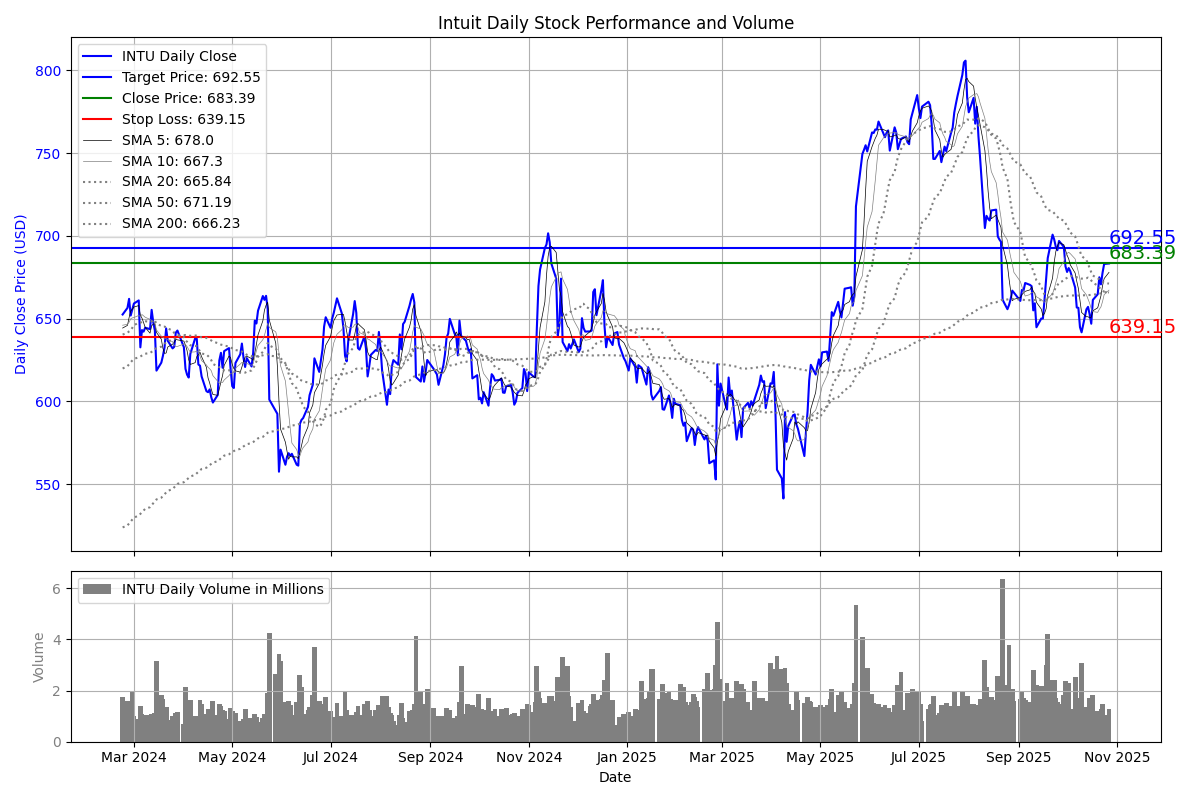 Intuit Daily Stock Performance and Volume
INTU Daily Close
Target Price: 692.55
Close Price: 683.39
Stop Loss: 639.15
SMA 5: 678.0
SMA 10: 667.3
SMA 20: 665.84
SMA 50: 671.19
SMA 200: 666.23
800
750
700
650
600
550
Daily Close Price (USD)
692.55
683.39
639.15
INTU Daily Volume in Millions
6
4
2
0
Volume
Mar 2024 May 2024 Jul 2024 Sep 2024 Nov 2024 Jan 2025 Mar 2025 May 2025 Jul 2025 Sep 2025 Nov 2025
Date